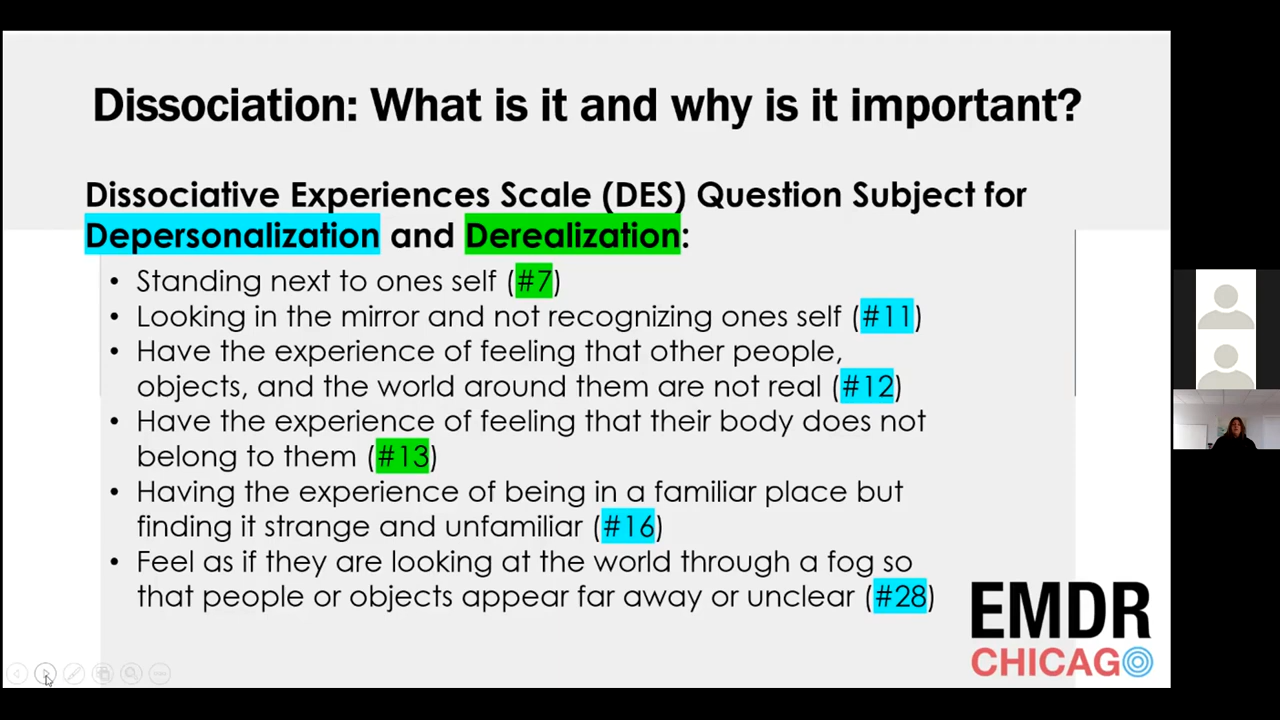 Dissociation: What is it and why is it important?
Dissociative Experiences Scale (DES) Question Subject for
Depersonalization and Derealization:
• Standing next to ones self (#7)
• Looking in the mirror and not recognizing ones self (#11)
• Have the experience of feeling that other people,
objects, and the world around them are not real (#12)
• Have the experience of feeling that their body does not
belong to them (#13)
• Having the experience of being in a familiar place but
finding it strange and unfamiliar (#16)
• Feel as if they are looking at the world through a fog so
that people or objects appear far away or unclear (#28)
EMDR
CHICAGO